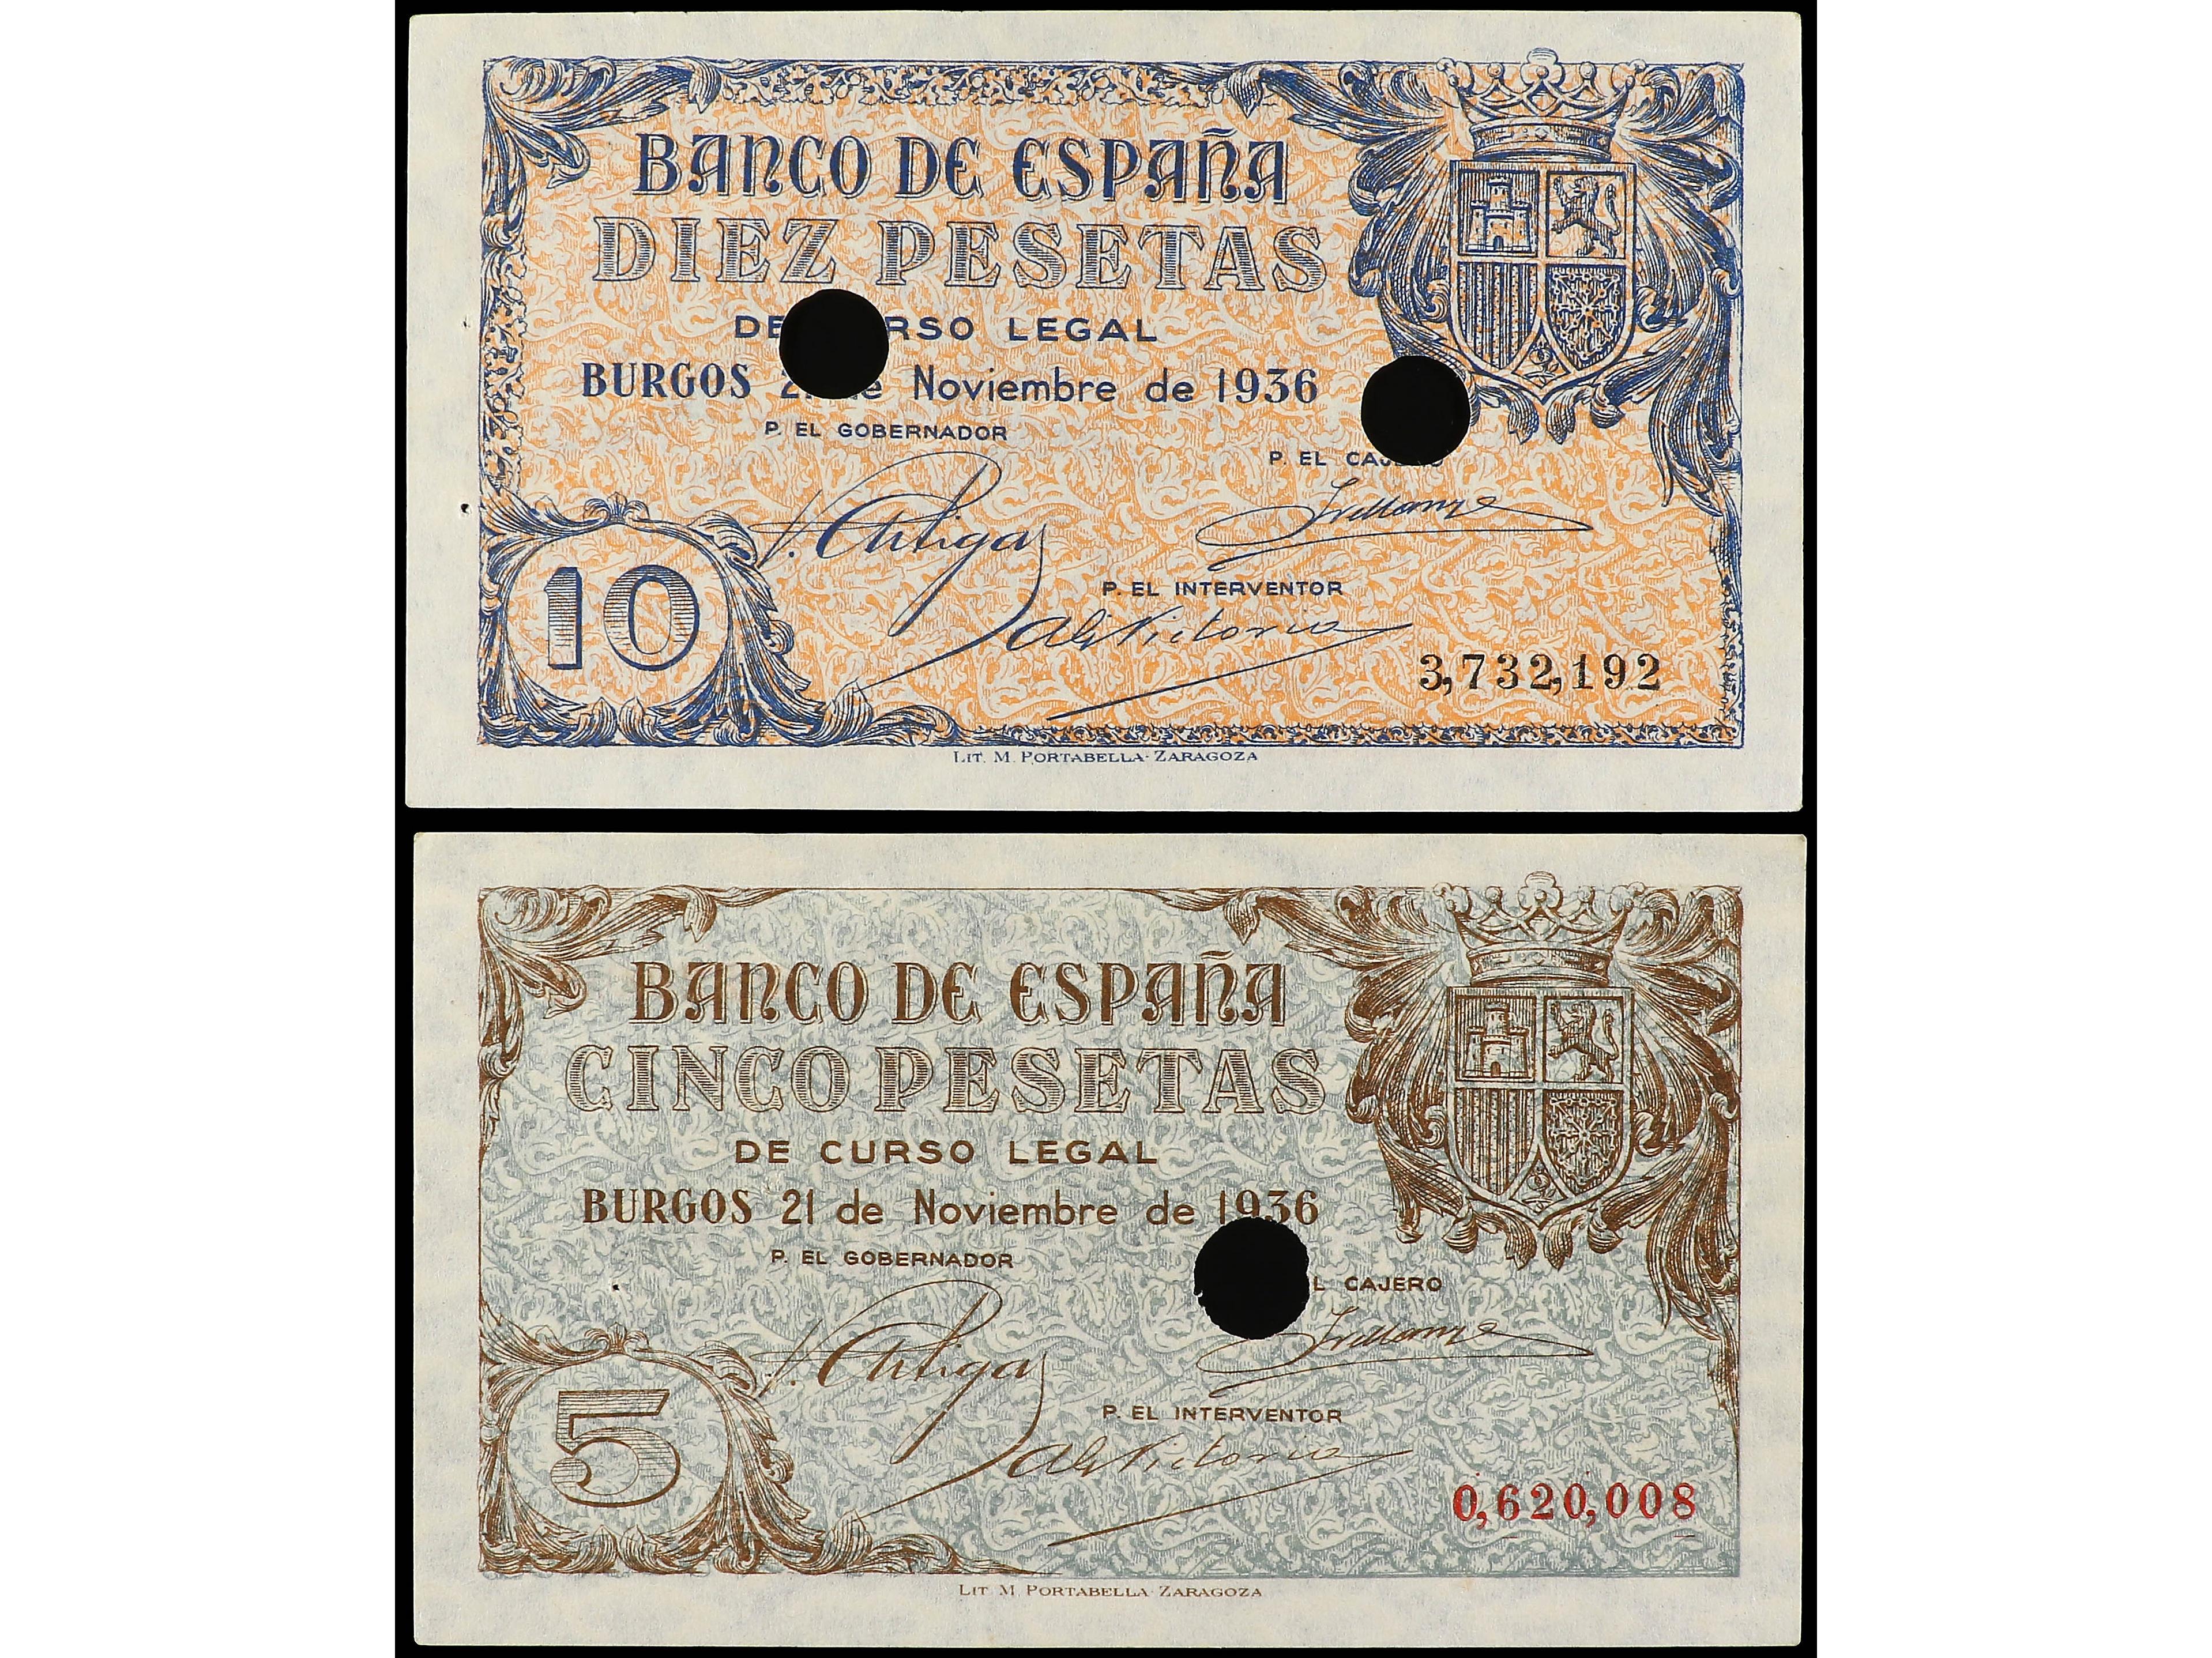 BANCO DE ESPAÑA
DIEZ PESETAS
LEGAL
BURGOS Noviembre de 1936
P. EL GOBERNADOR
P. EL
V. Artigas
P. EL INTERVENTOR
10
3,732,192
LIT. M. PORTABELLA· ZARAGOZA
BANCO DE ESPAÑA
CINCO PESETAS
DE CURSO LEGAL
BURGOS 21 de Noviembre de 1936
P. EL GOBERNADOR
CAJERO
V. Artigas
P. EL INTERVENTOR
5
0,620,008
LIT. M. PORTABELLA· ZARAGOZA